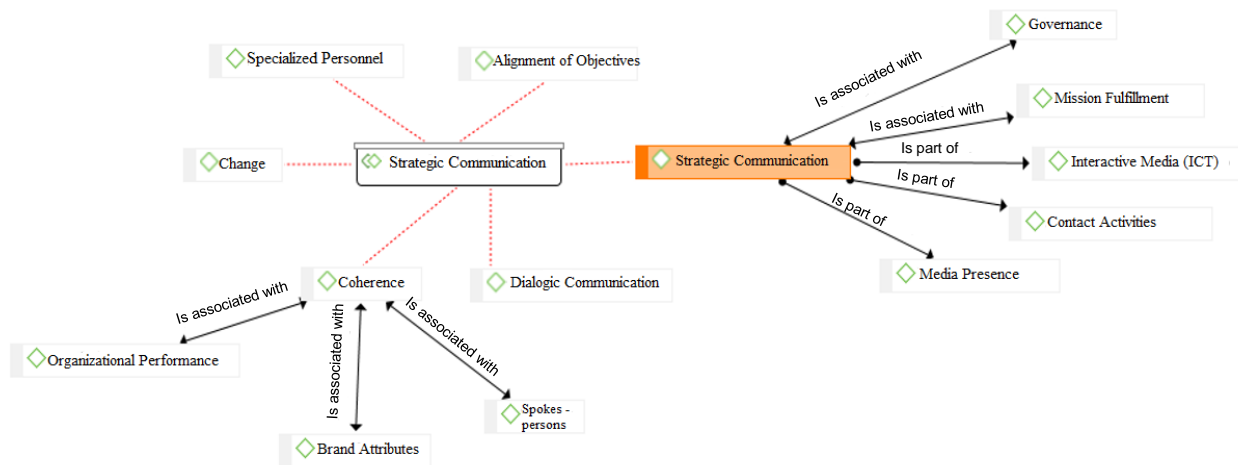 Governance
Specialized Personnel
Alignment of Objectives
Is associated with
Mission Fulfillment
Is associated with
Change
Strategic Communication
Strategic Communication
Is part of
Interactive Media (ICT)
Is part of
Contact Activities
Is part of
Media Presence
Coherence
Dialogic Communication
Is associated with
Is associated with
Is associated with
Organizational Performance
Spokes -
persons
Brand Attributes